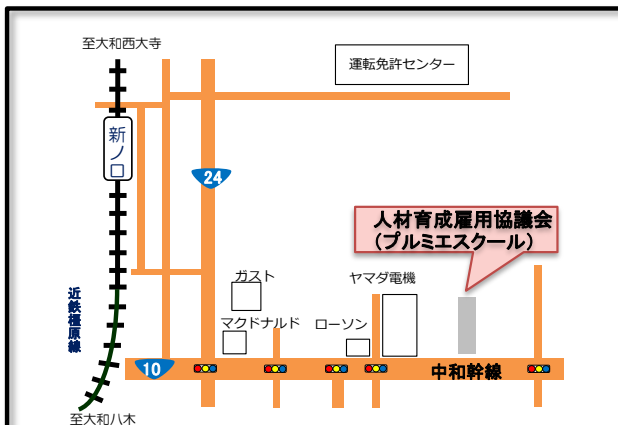 至大和西大寺
運転免許センター
新ノ口
24
人材育成雇用協議会
(プルミエスクール)
ガスト
ヤマダ電機
近鉄橿原線
マクドナルド
ローソン
10
中和幹線
至大和八木